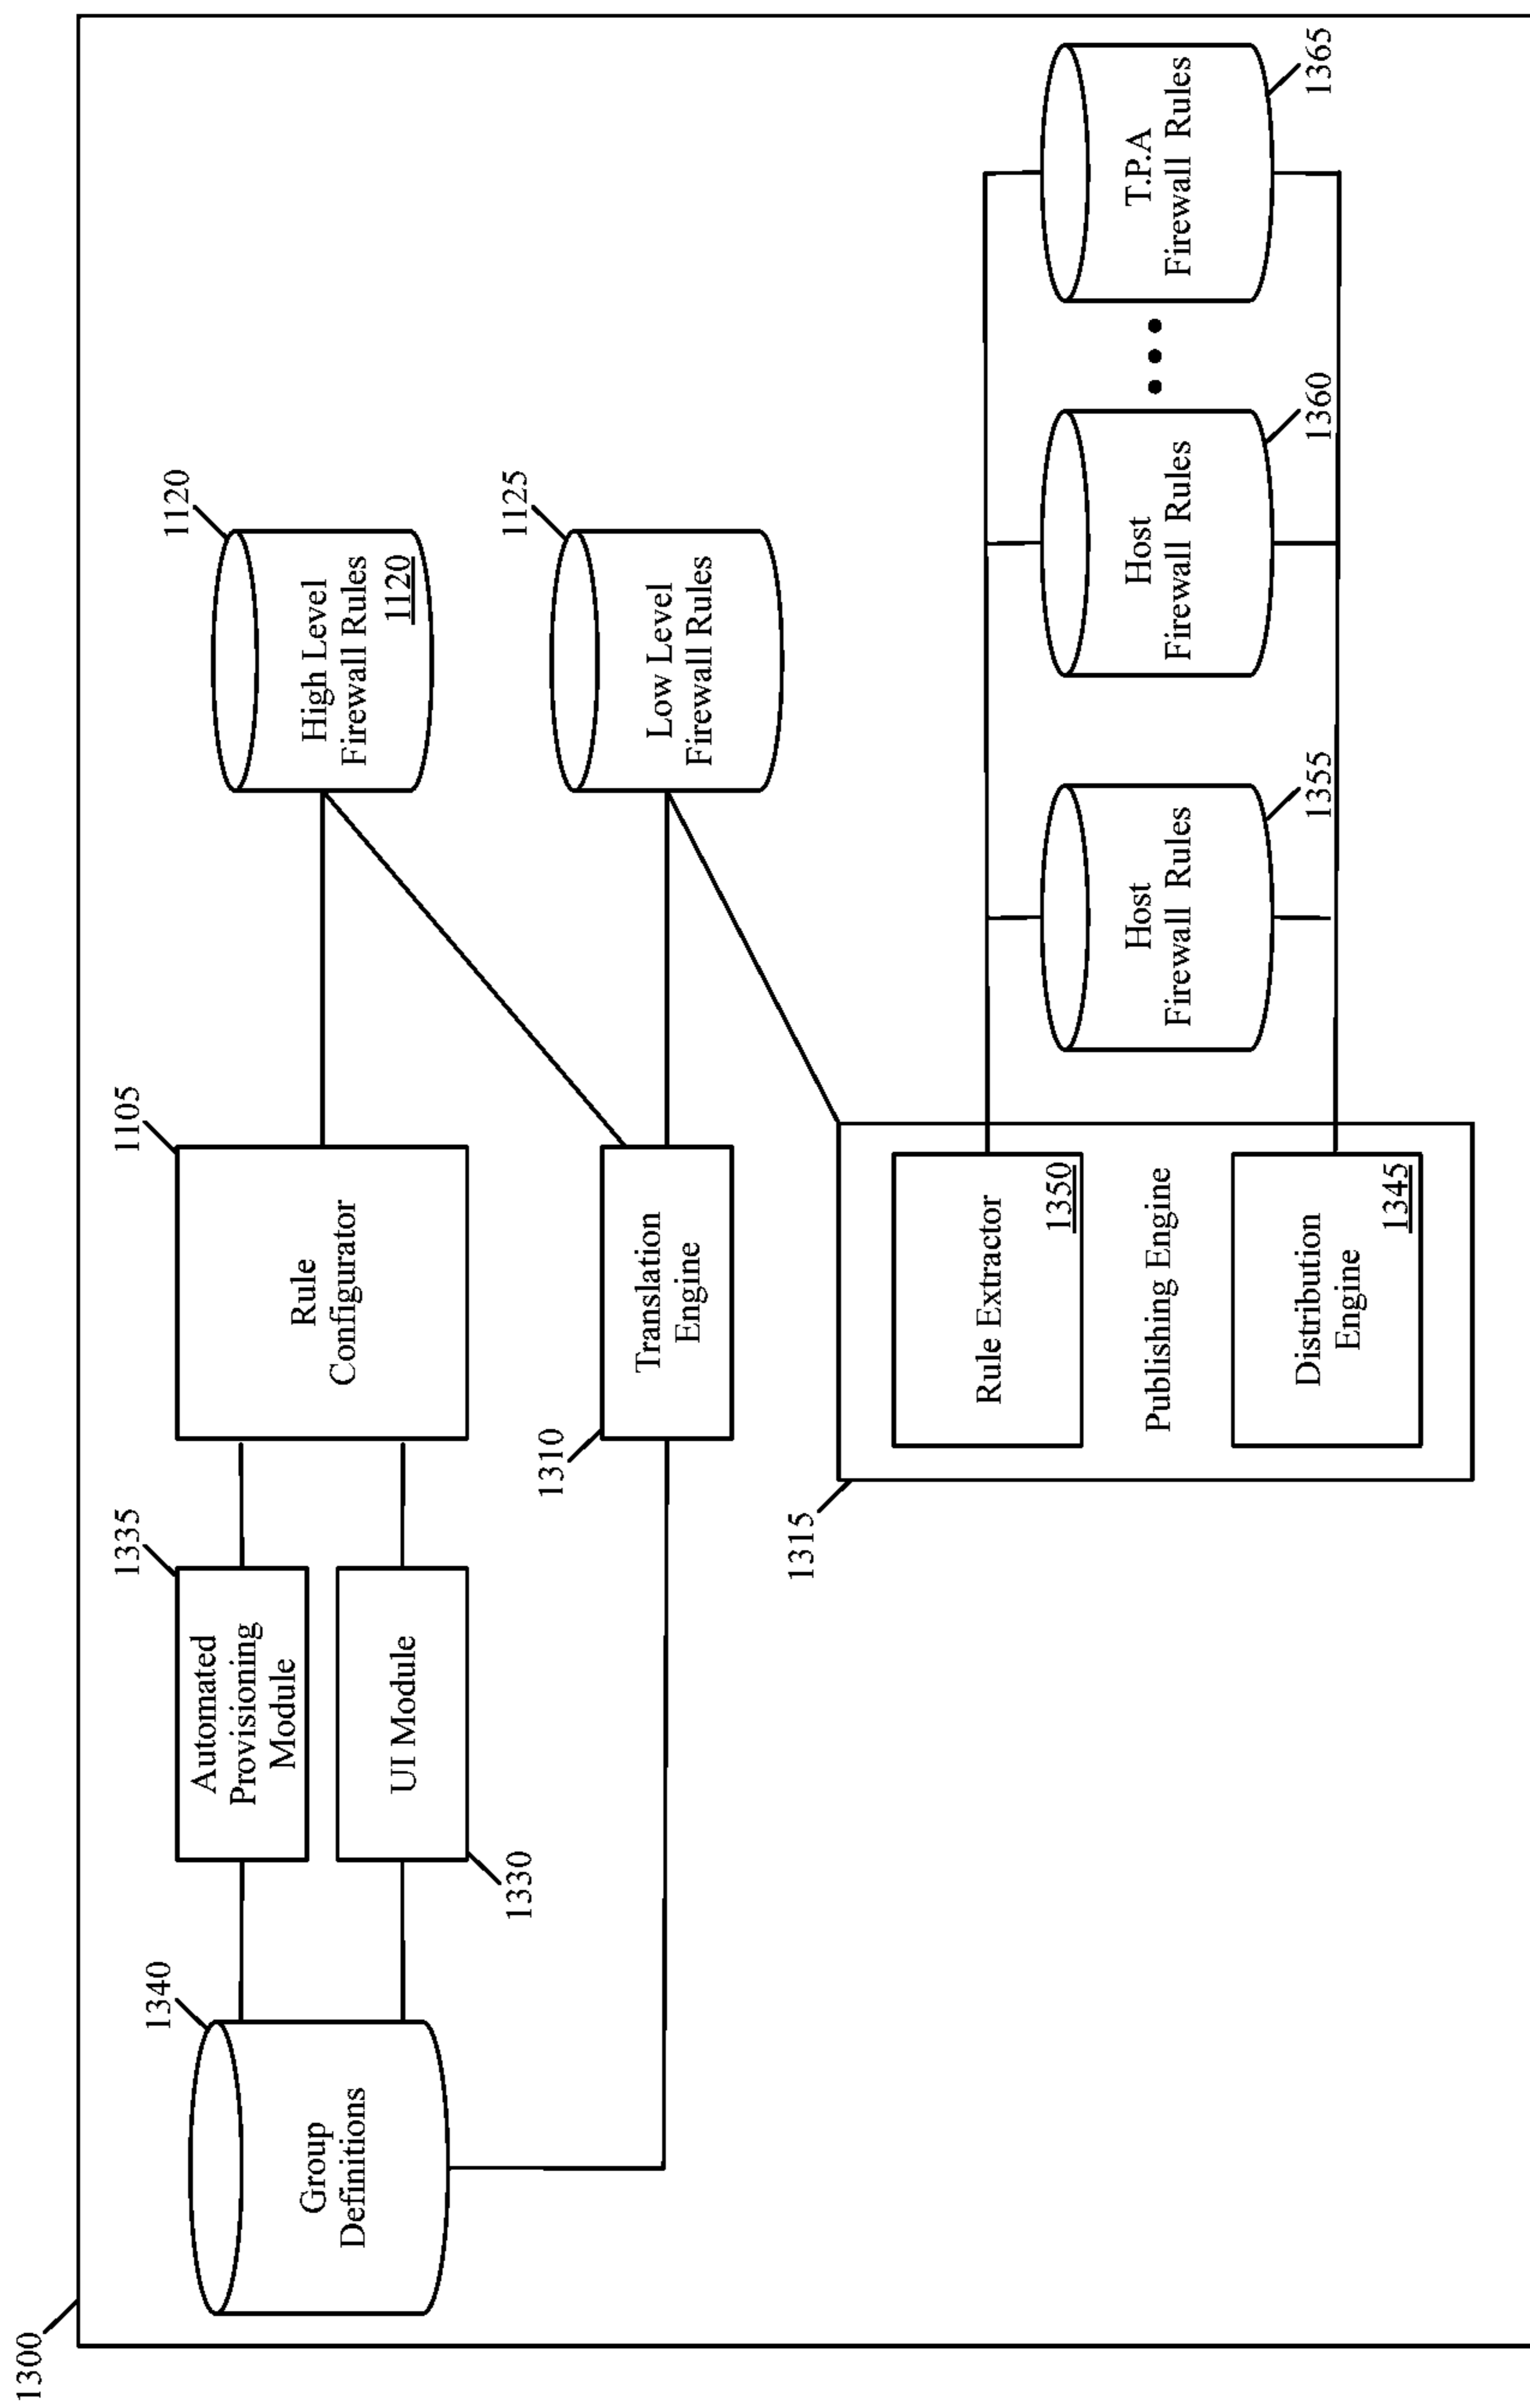 1300
1340
Group
Definitions
1335
Automated
Provisioning
Module
UI Module
1330
1105
Rule
Configurator
1120
High Level
Firewall Rules
1120
1310
Translation
Engine
1125
Low Level
Firewall Rules
1315
Rule Extractor
1350
Publishing Engine
Distribution
Engine
1345
Host
Firewall Rules
1355
Host
Firewall Rules
1360
T.P.A
Firewall Rules
1365